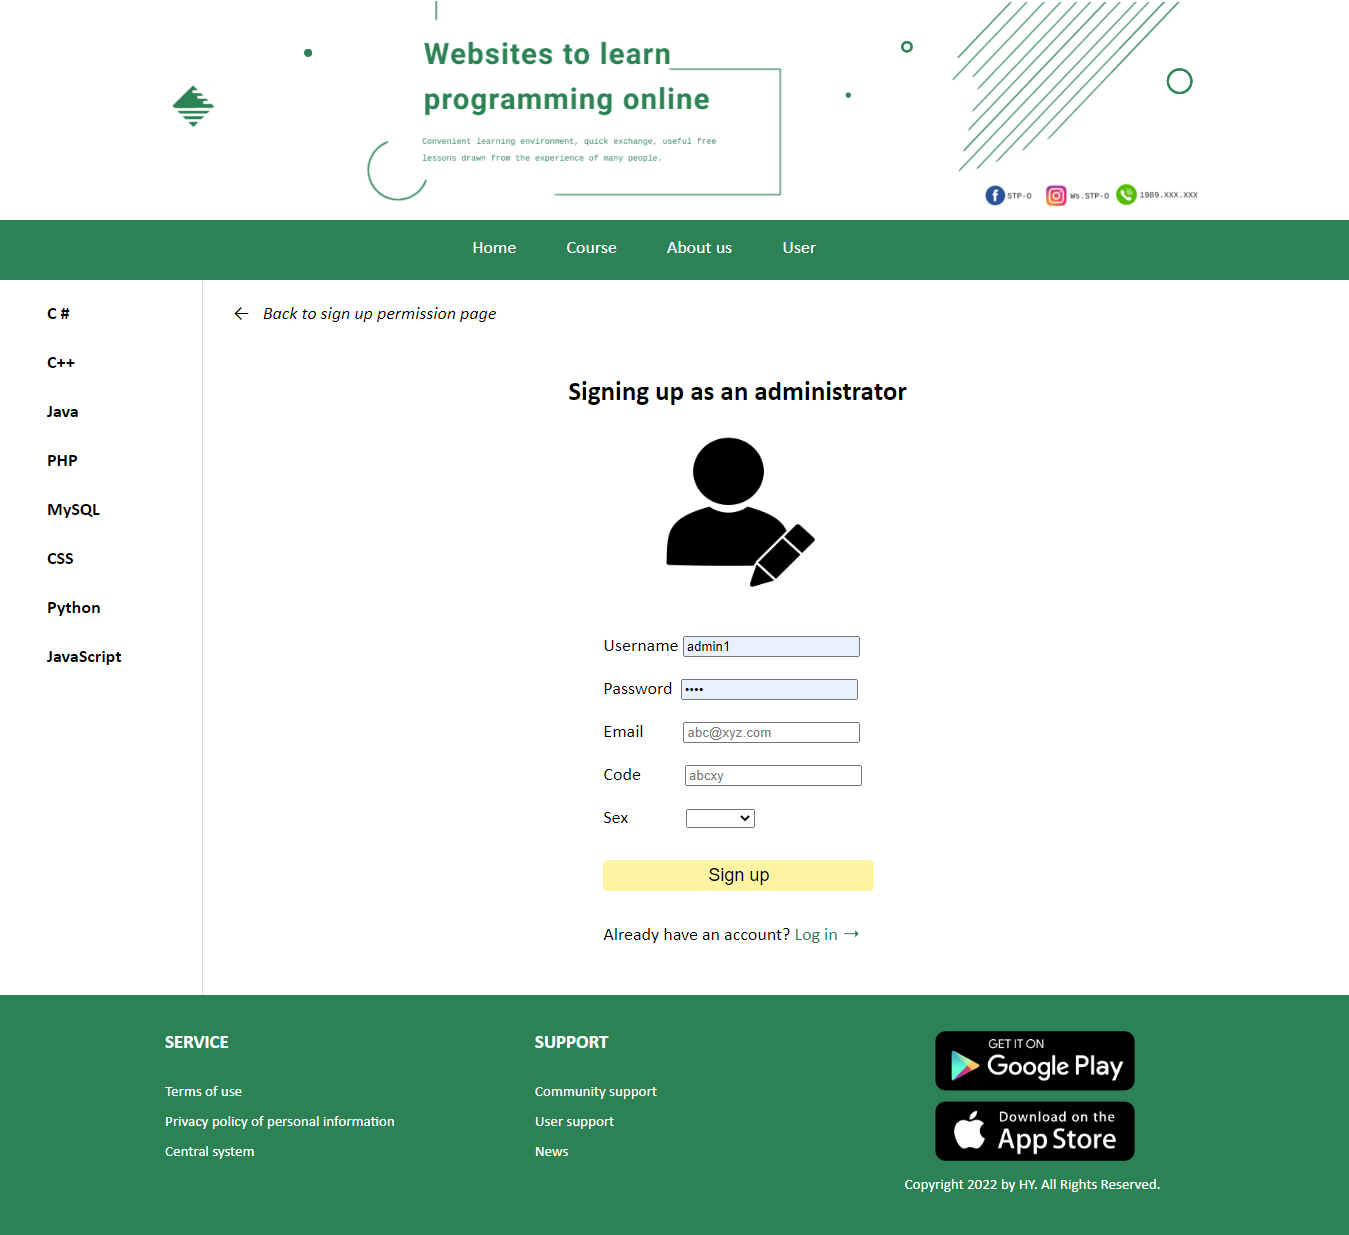 Websites to learn
programming online
Convenient learning environment, quick exchange, useful free
lessons drawn from the experience of many people.
STP-O
Ws.STP-O
1989.XXX.XXX
Home
Course
About us
User
C #
C++
Java
PHP
MySQL
CSS
Python
JavaScript
← Back to sign up permission page
Signing up as an administrator
Username admin1
Password ••••
Email abc@xyz.com
Code abcxy
Sex
Sign up
Already have an account? Log in →
SERVICE
Terms of use
Privacy policy of personal information
Central system
SUPPORT
Community support
User support
News
GET IT ON
Google Play
Download on the
App Store
Copyright 2022 by HY. All Rights Reserved.